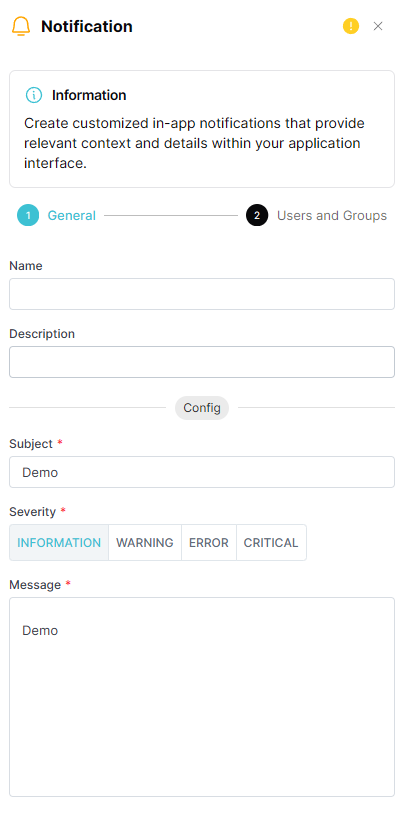 Notification
!
Information
Create customized in-app notifications that provide
relevant context and details within your application
interface.
1 General 2 Users and Groups
Name
Description
Config
Subject *
Demo
Severity *
INFORMATION WARNING ERROR CRITICAL
Message *
Demo